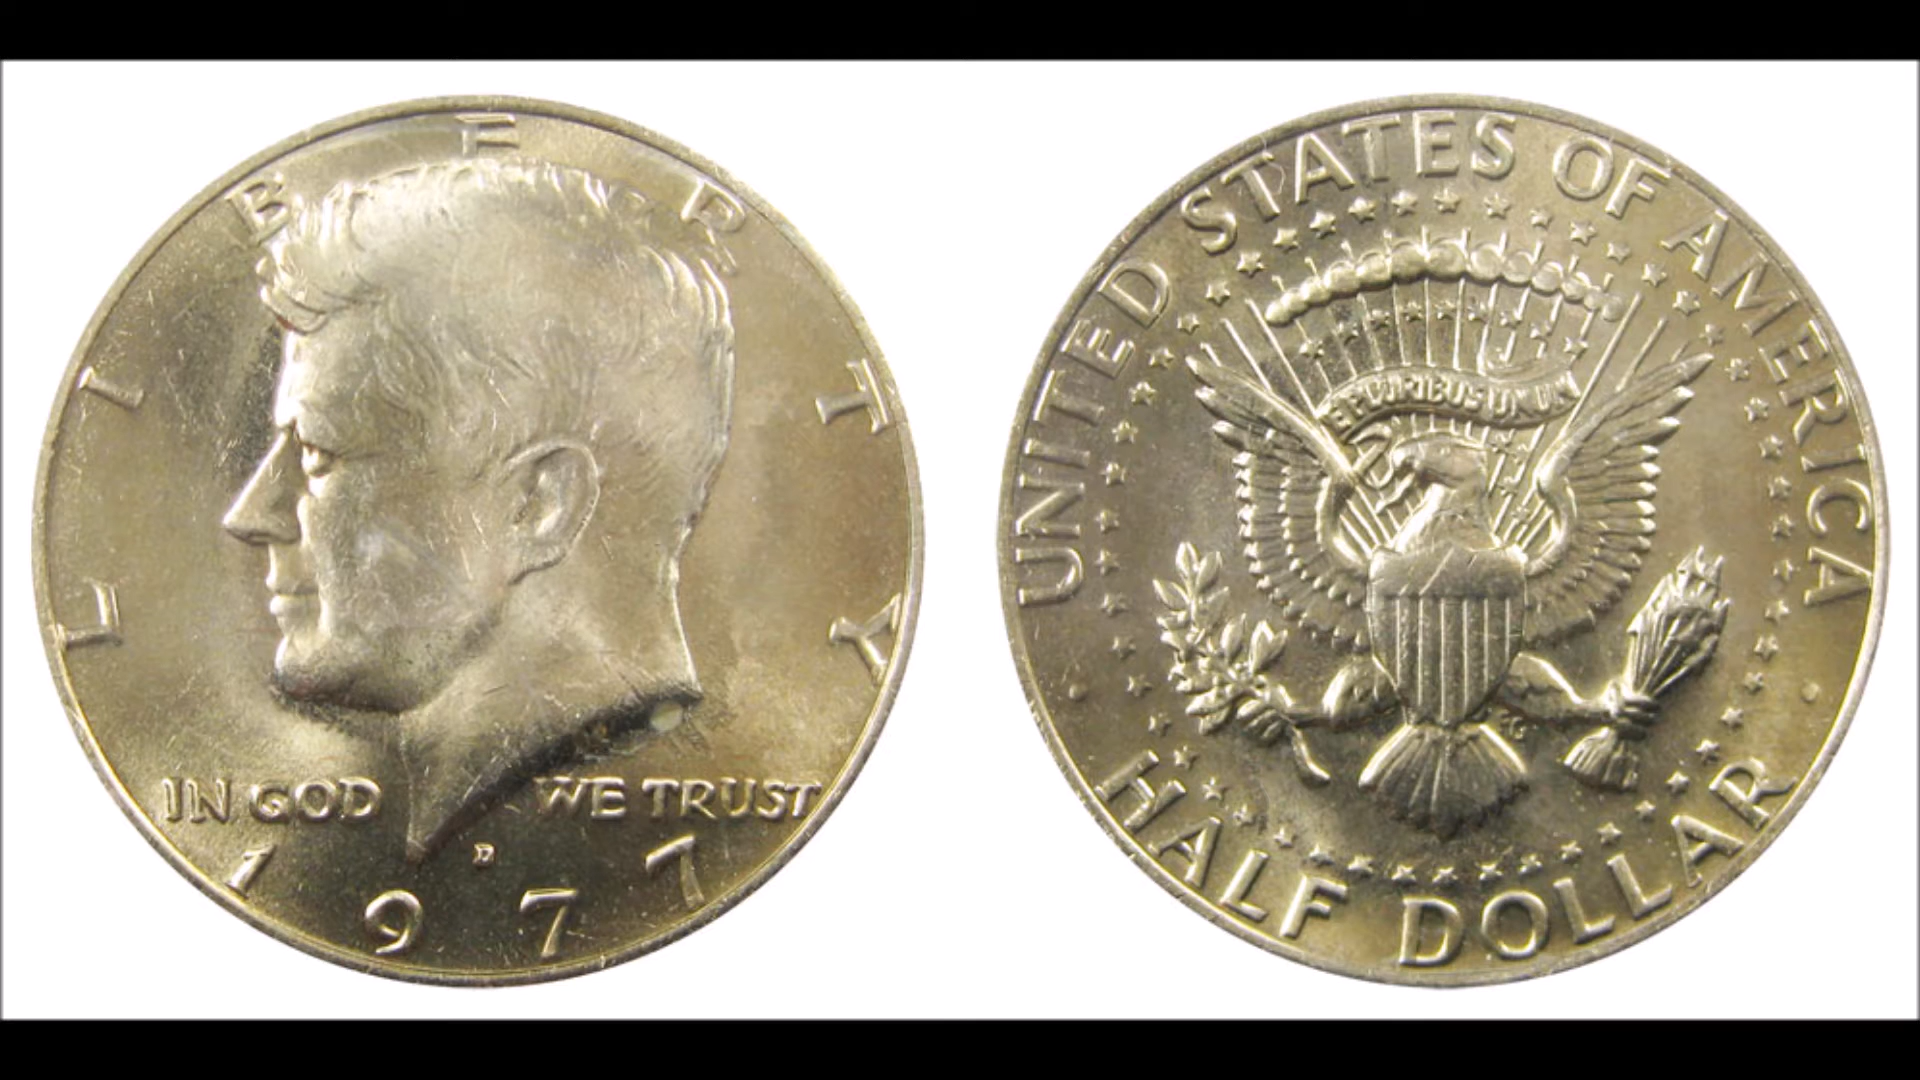 LIBERTY
IN GOD WE TRUST
D
1977
UNITED STATES OF AMERICA
E PLURIBUS UNUM
HALF DOLLAR